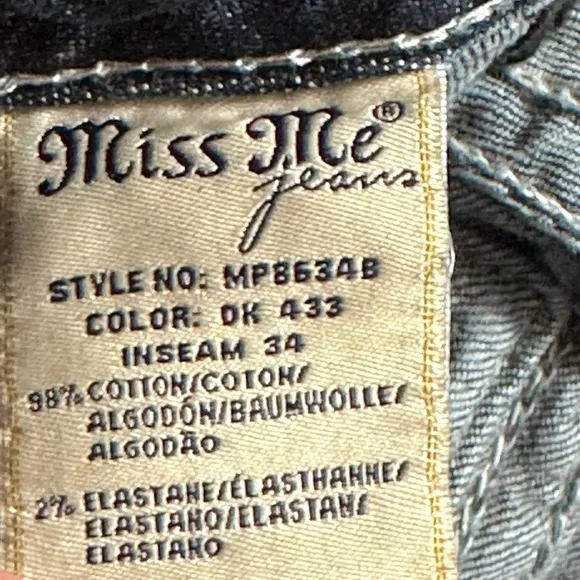 Miss Me®
jeans
STYLE NO: MP8634B
COLOR: DK 433
INSEAM 34
98% COTTON/COTON/
ALGODÓN/BAUMWOLLE/
ALGODÃO
2% ELASTANE/ÉLASTHANNE/
ELASTANO/ELASTAN/
ELASTANO